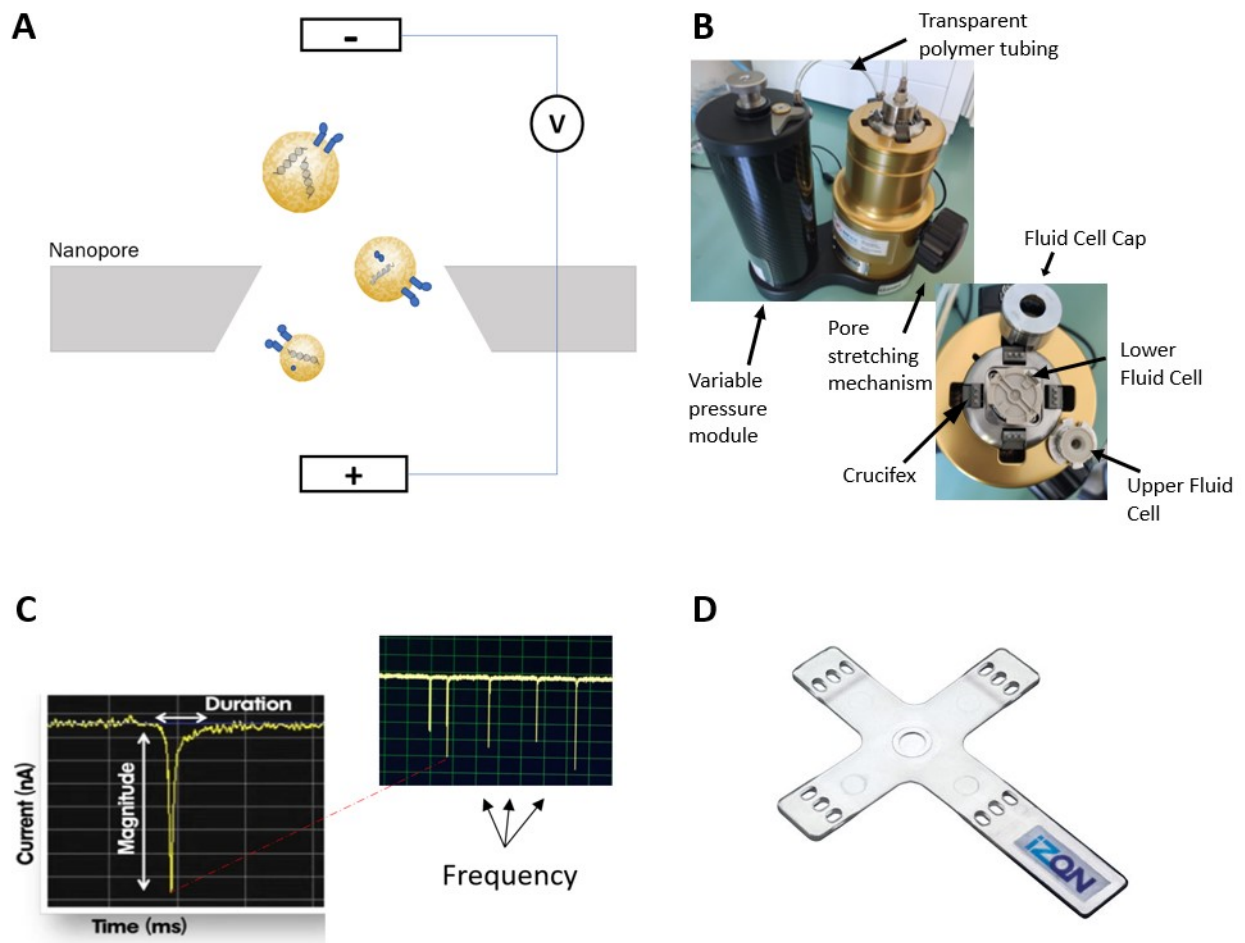 A
-
V
Nanopore
+
B
Transparent
polymer tubing
Fluid Cell Cap
Pore
stretching
mechanism
Lower
Fluid Cell
Variable
pressure
module
Crucifex
Upper Fluid
Cell
C
Duration
Magnitude
Current (nA)
Time (ms)
Frequency
D
iZON